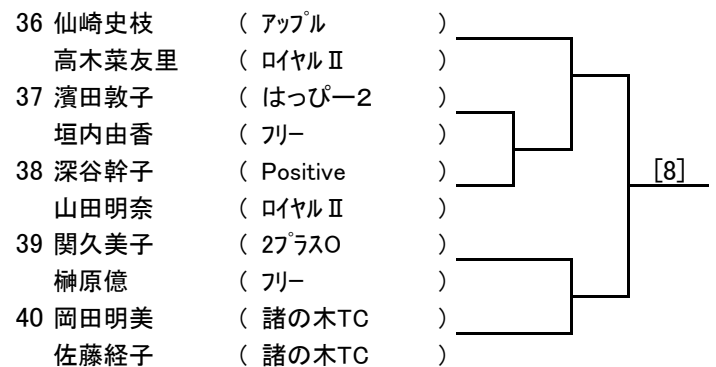 36 仙崎史枝 ( アップル )
高木菜友里 ( ロイヤルⅡ )
37 濱田敦子 ( はっぴー2 )
垣内由香 ( フリー )
38 深谷幹子 ( Positive )
[8]
山田明奈 ( ロイヤルⅡ )
39 関久美子 ( 2プラスO )
榊原億 ( フリー )
40 岡田明美 ( 諸の木TC )
佐藤経子 ( 諸の木TC )